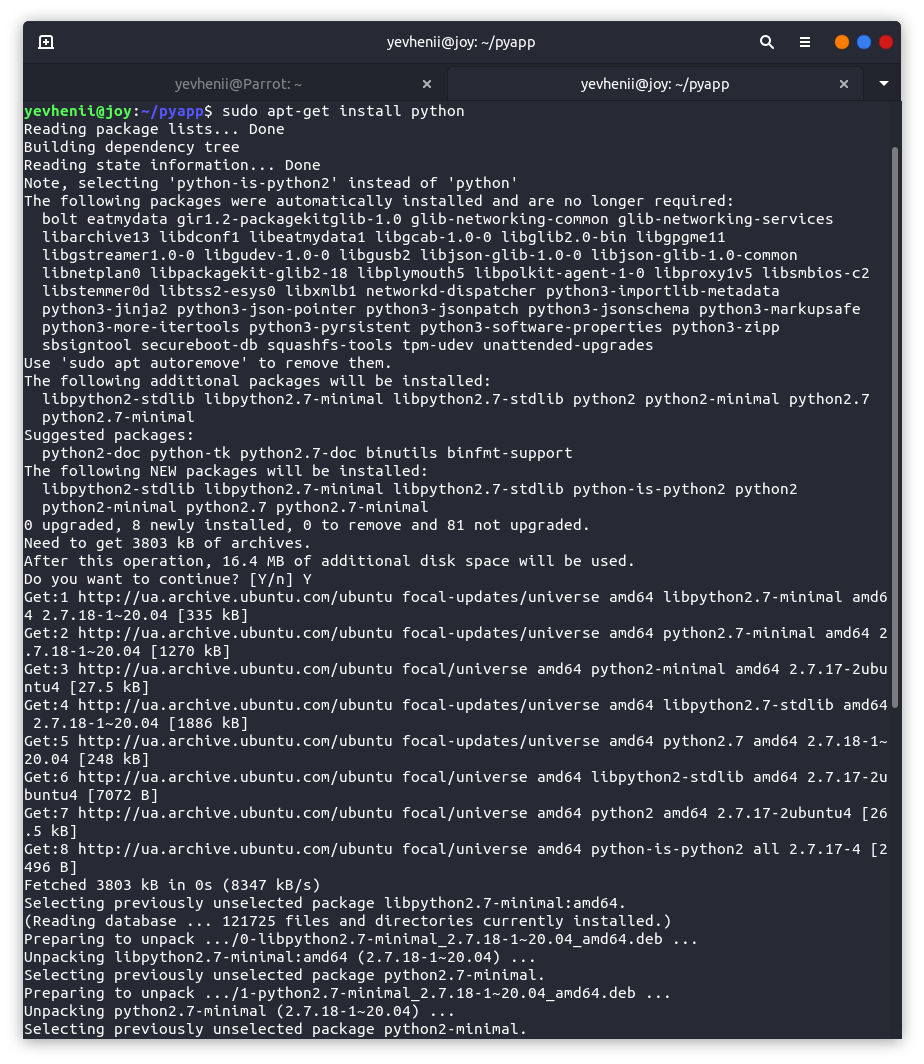 yevhenii@joy: ~/pyapp
yevhenii@Parrot: ~
yevhenii@joy: ~/pyapp
yevhenii@joy:~/pyapp$ sudo apt-get install python
Reading package lists... Done
Building dependency tree
Reading state information... Done
Note, selecting 'python-is-python2' instead of 'python'
The following packages were automatically installed and are no longer required:
  bolt eatmydata gir1.2-packagekitglib-1.0 glib-networking-common glib-networking-services
  libarchive13 libdconf1 libeatmydata1 libgcab-1.0-0 libglib2.0-bin libgpgme11
  libgstreamer1.0-0 libgudev-1.0-0 libgusb2 libjson-glib-1.0-0 libjson-glib-1.0-common
  libnetplan0 libpackagekit-glib2-18 libplymouth5 libpolkit-agent-1-0 libproxy1v5 libsmbios-c2
  libstemmer0d libtss2-esys0 libxmlb1 networkd-dispatcher python3-importlib-metadata
  python3-jinja2 python3-json-pointer python3-jsonpatch python3-jsonschema python3-markupsafe
  python3-more-itertools python3-pyrsistent python3-software-properties python3-zipp
  sbsigntool secureboot-db squashfs-tools tpm-udev unattended-upgrades
Use 'sudo apt autoremove' to remove them.
The following additional packages will be installed:
  libpython2-stdlib libpython2.7-minimal libpython2.7-stdlib python2 python2-minimal python2.7
  python2.7-minimal
Suggested packages:
  python2-doc python-tk python2.7-doc binutils binfmt-support
The following NEW packages will be installed:
  libpython2-stdlib libpython2.7-minimal libpython2.7-stdlib python-is-python2 python2
  python2-minimal python2.7 python2.7-minimal
0 upgraded, 8 newly installed, 0 to remove and 81 not upgraded.
Need to get 3803 kB of archives.
After this operation, 16.4 MB of additional disk space will be used.
Do you want to continue? [Y/n] Y
Get:1 http://ua.archive.ubuntu.com/ubuntu focal-updates/universe amd64 libpython2.7-minimal amd6
4 2.7.18-1~20.04 [335 kB]
Get:2 http://ua.archive.ubuntu.com/ubuntu focal-updates/universe amd64 python2.7-minimal amd64 2
.7.18-1~20.04 [1270 kB]
Get:3 http://ua.archive.ubuntu.com/ubuntu focal/universe amd64 python2-minimal amd64 2.7.17-2ubu
ntu4 [27.5 kB]
Get:4 http://ua.archive.ubuntu.com/ubuntu focal-updates/universe amd64 libpython2.7-stdlib amd64
 2.7.18-1~20.04 [1886 kB]
Get:5 http://ua.archive.ubuntu.com/ubuntu focal-updates/universe amd64 python2.7 amd64 2.7.18-1~
20.04 [248 kB]
Get:6 http://ua.archive.ubuntu.com/ubuntu focal/universe amd64 libpython2-stdlib amd64 2.7.17-2u
buntu4 [7072 B]
Get:7 http://ua.archive.ubuntu.com/ubuntu focal/universe amd64 python2 amd64 2.7.17-2ubuntu4 [26
.5 kB]
Get:8 http://ua.archive.ubuntu.com/ubuntu focal/universe amd64 python-is-python2 all 2.7.17-4 [2
496 B]
Fetched 3803 kB in 0s (8347 kB/s)
Selecting previously unselected package libpython2.7-minimal:amd64.
(Reading database ... 121725 files and directories currently installed.)
Preparing to unpack .../0-libpython2.7-minimal_2.7.18-1~20.04_amd64.deb ...
Unpacking libpython2.7-minimal:amd64 (2.7.18-1~20.04) ...
Selecting previously unselected package python2.7-minimal.
Preparing to unpack .../1-python2.7-minimal_2.7.18-1~20.04_amd64.deb ...
Unpacking python2.7-minimal (2.7.18-1~20.04) ...
Selecting previously unselected package python2-minimal.